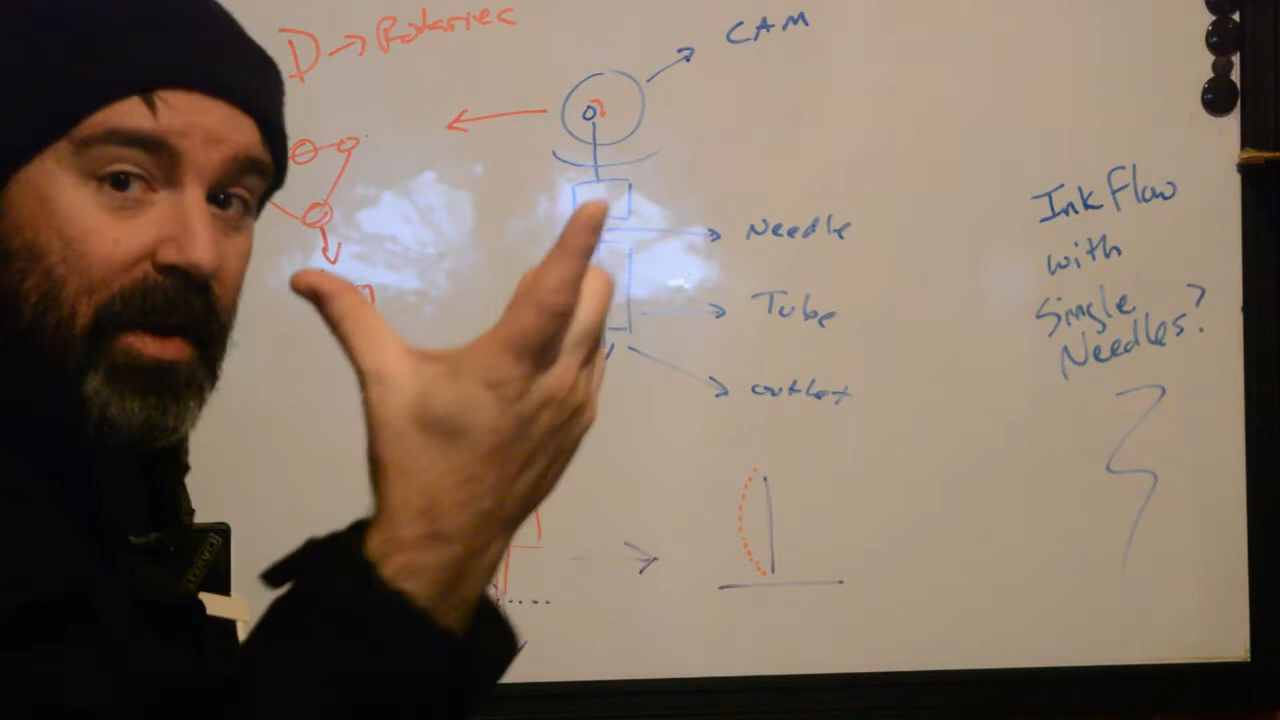 D → Rotaries
CAM
Needle
Tube
outlet
Ink Flow
with
Single
Needles?